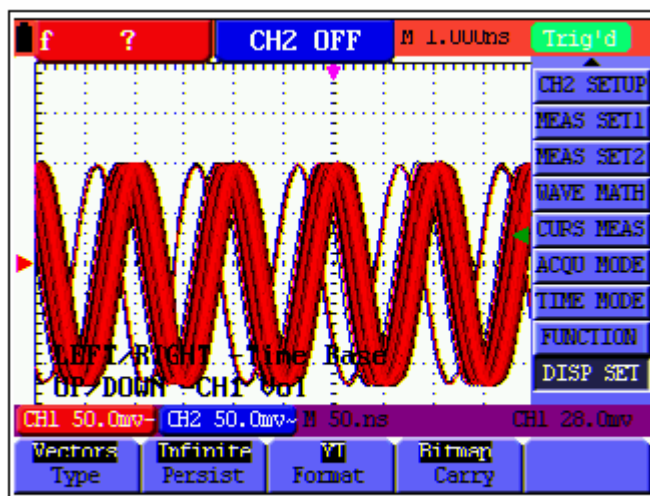 f ? CH2 OFF M 1.000ns Trig'd
CH2 SETUP
MEAS SET1
MEAS SET2
WAVE MATH
CURS MEAS
ACQU MODE
TIME MODE
FUNCTION
DISP SET
LEFT/RIGHT -Time Base
UP/DOWN -CH1 Vol
CH1 50.0mv- CH2 50.0mv~ M 50.ns CH1 28.0mv
Vectors Infinite YT Bitmap
Type Persist Format Carry